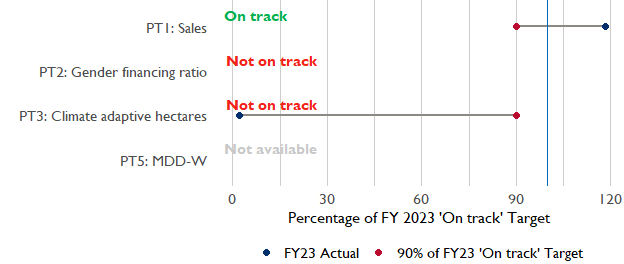 On track
PT1: Sales
Not on track
PT2: Gender financing ratio
Not on track
PT3: Climate adaptive hectares
Not available
PT5: MDD-W
0 30 60 90 120
Percentage of FY 2023 'On track' Target
FY23 Actual 90% of FY23 'On track' Target